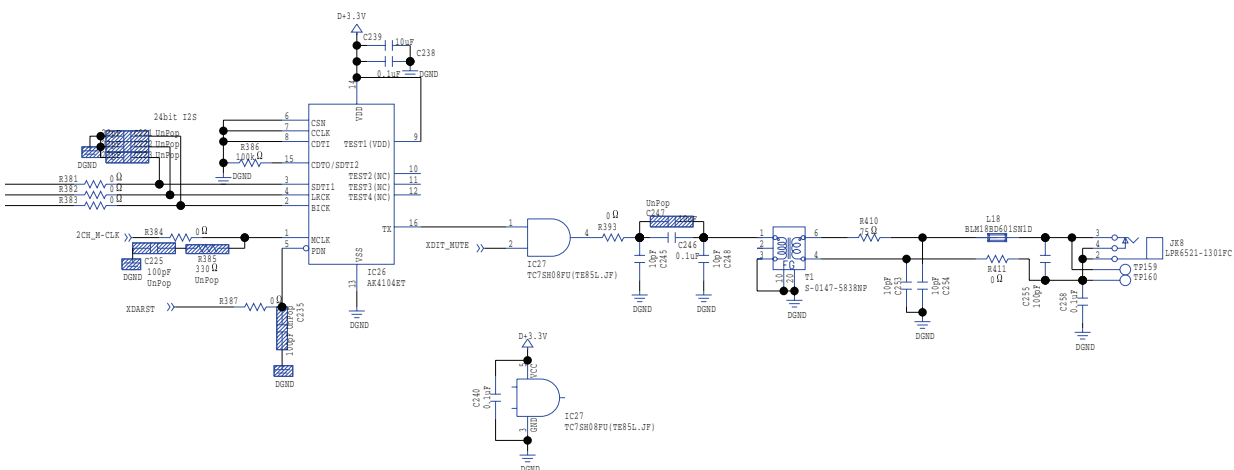 D+3.3V
C239
10uF
C238
0.1uF
DGND
14
VDD
24bit I2S
UnPop
UnPop
UnPop
DGND
R386
100kΩ
DGND
6
7
8
15
3
4
2
1
5
CSN
CCLK
CDTI
CDTO/SDTI2
SDTI1
LRCK
BICK
MCLK
PDN
TEST1(VDD)
TEST2(NC)
TEST3(NC)
TEST4(NC)
TX
VSS
9
10
11
12
16
13
IC26
AK4104ET
DGND
R381
0Ω
R382
0Ω
R383
0Ω
2CH_M-CLK
R384
0Ω
C225
100pF
UnPop
R385
330Ω
UnPop
DGND
XDARST
R387
0Ω
C235
UnPop
100pF
DGND
XDIT_MUTE
1
2
4
IC27
TC7SH08FU(TE85L.JF)
0Ω
R393
UnPop
C247
C246
0.1uF
10pF
C245
DGND
10pF
C248
DGND
1
2
3
6
4
FG
10
20
T1
S-0147-5838NP
DGND
R410
75Ω
10pF
C253
10pF
C254
DGND
L18
BLM18BD601SN1D
R411
0Ω
C255
100pF
C258
0.1uF
DGND
3
4
2
JK8
LPR6521-1301FC
TP159
TP160
D+3.3V
VCC
C240
0.1uF
3
GND
IC27
TC7SH08FU(TE85L.JF)
DGND